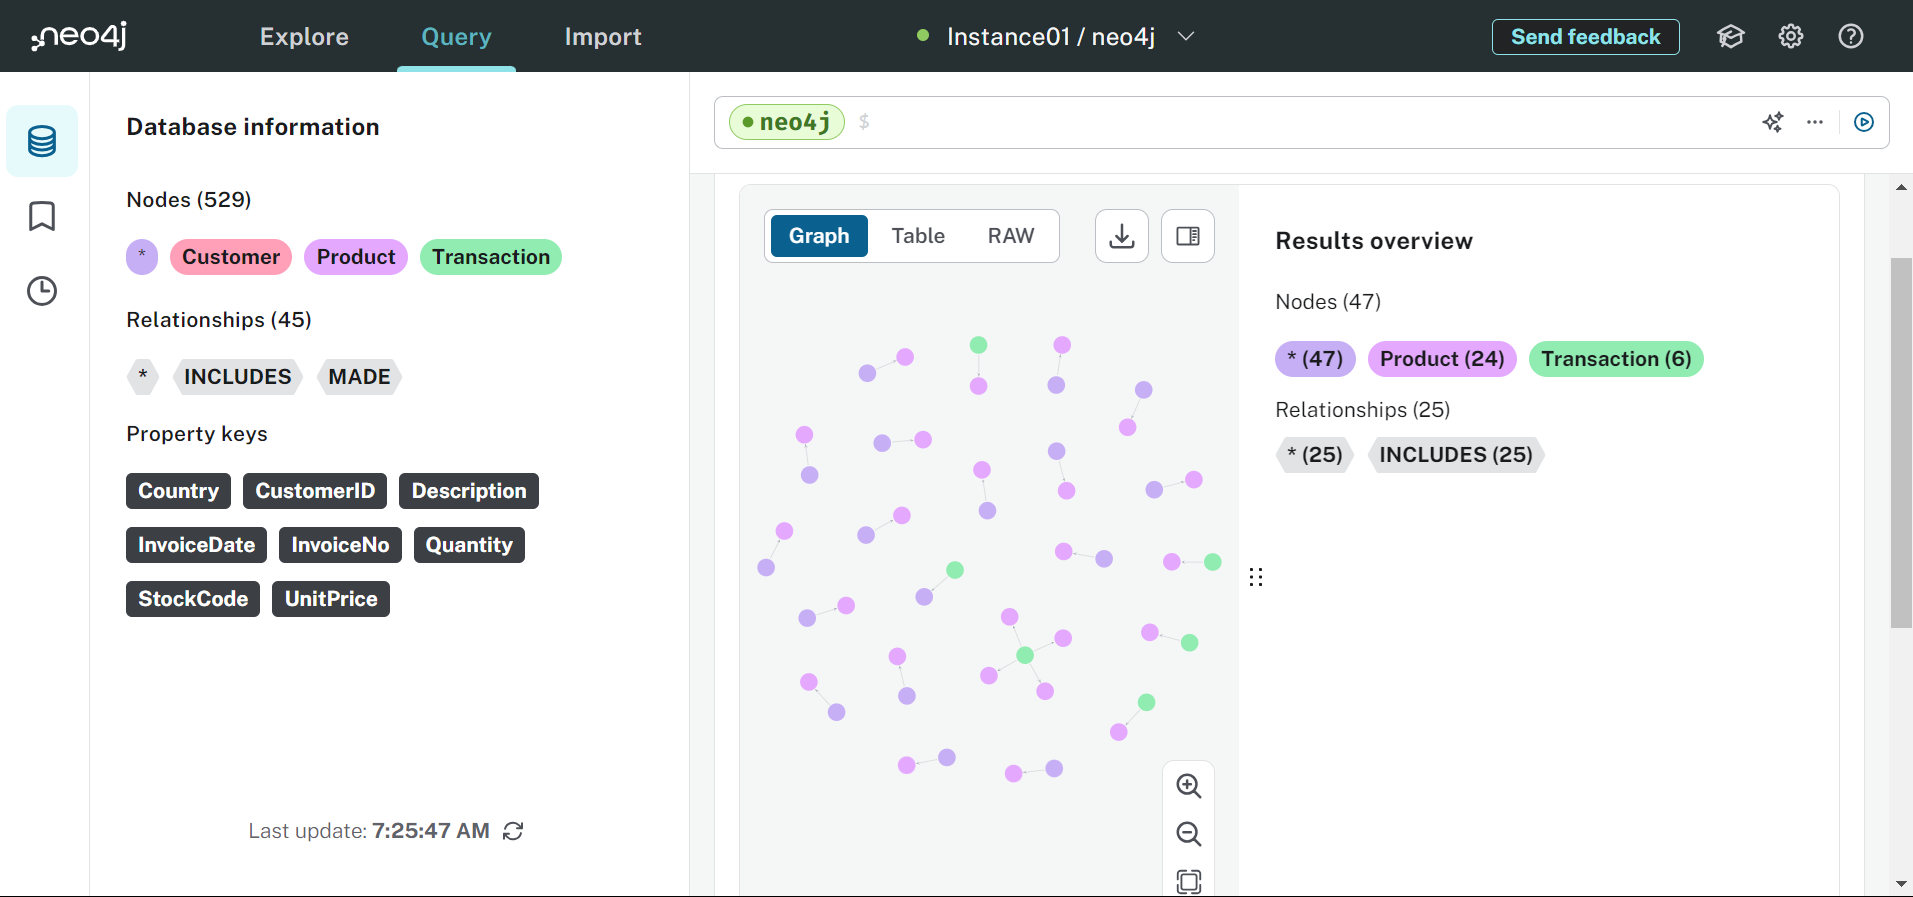 neo4j
Explore
Query
Import
Instance01 / neo4j
Send feedback
Database information
Nodes (529)
* Customer Product Transaction
Relationships (45)
* INCLUDES MADE
Property keys
Country CustomerID Description
InvoiceDate InvoiceNo Quantity
StockCode UnitPrice
Last update: 7:25:47 AM
neo4j $
Graph Table RAW
Results overview
Nodes (47)
* (47) Product (24) Transaction (6)
Relationships (25)
* (25) INCLUDES (25)